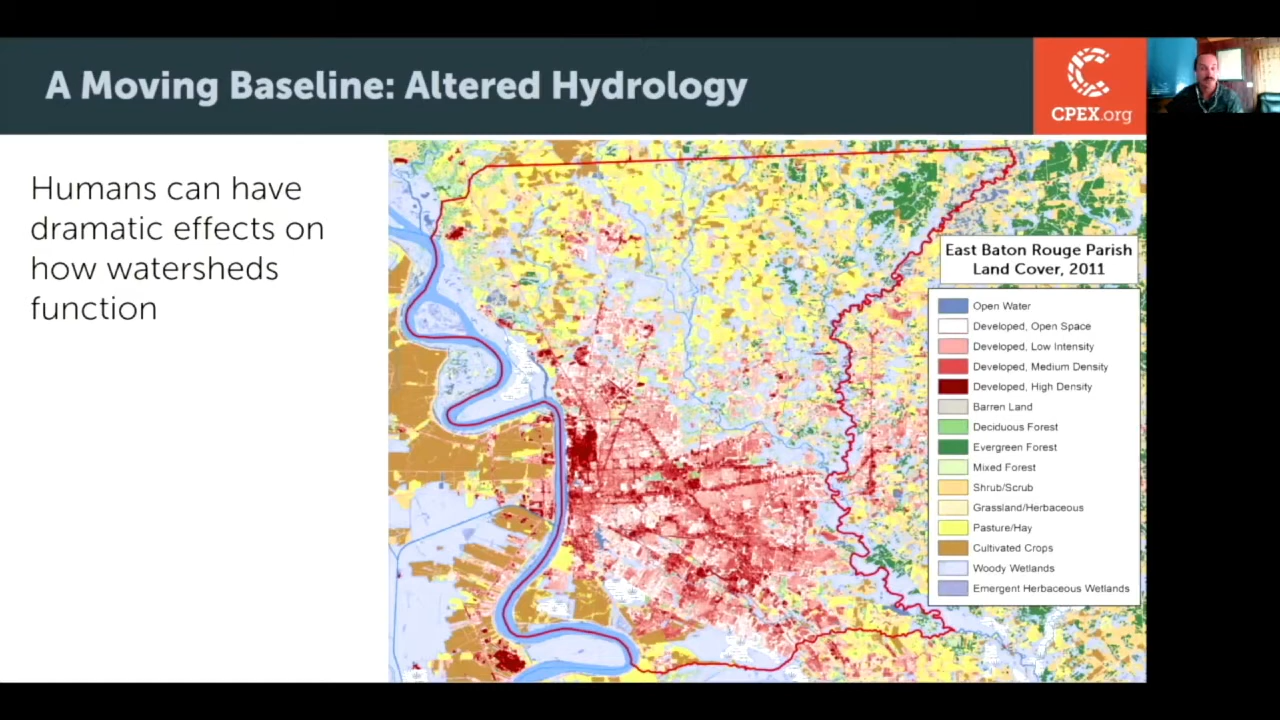 A Moving Baseline: Altered Hydrology
CPEX.org
Humans can have
dramatic effects on
how watersheds
function
East Baton Rouge Parish
Land Cover, 2011
Open Water
Developed, Open Space
Developed, Low Intensity
Developed, Medium Density
Developed, High Density
Barren Land
Deciduous Forest
Evergreen Forest
Mixed Forest
Shrub/Scrub
Grassland/Herbaceous
Pasture/Hay
Cultivated Crops
Woody Wetlands
Emergent Herbaceous Wetlands